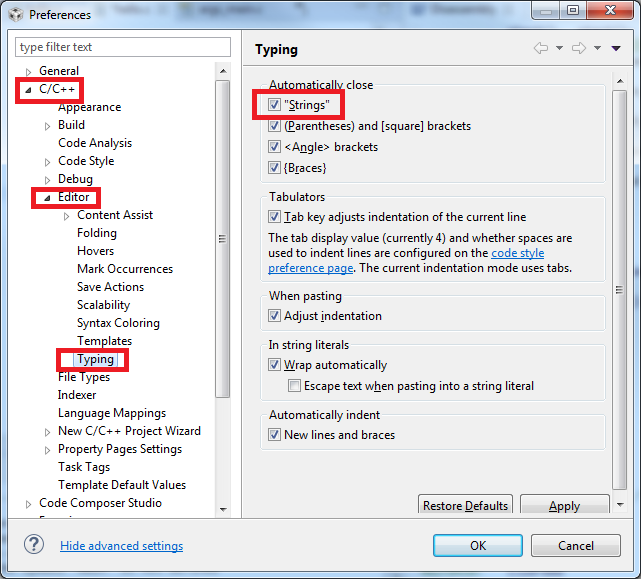 Preferences
type filter text
General
C/C++
Appearance
Build
Code Analysis
Code Style
Debug
Editor
Content Assist
Folding
Hovers
Mark Occurrences
Save Actions
Scalability
Syntax Coloring
Templates
Typing
File Types
Indexer
Language Mappings
New C/C++ Project Wizard
Property Pages Settings
Task Tags
Template Default Values
Code Composer Studio
Typing
Automatically close
"Strings"
(Parentheses) and [square] brackets
<Angle> brackets
{Braces}
Tabulators
Tab key adjusts indentation of the current line
The tab display value (currently 4) and whether spaces are
used to indent lines are configured on the code style
preference page. The current indentation mode uses tabs.
When pasting
Adjust indentation
In string literals
Wrap automatically
Escape text when pasting into a string literal
Automatically indent
New lines and braces
Restore Defaults
Apply
?
Hide advanced settings
OK
Cancel